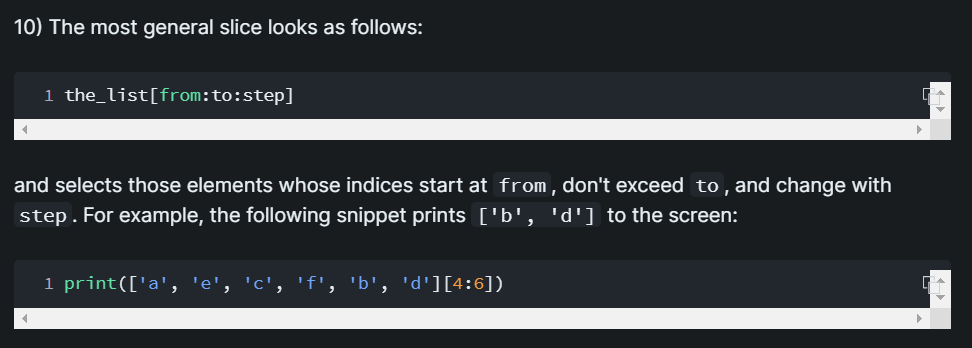 10) The most general slice looks as follows:
1 the_list[from:to:step]
and selects those elements whose indices start at from, don't exceed to, and change with
step. For example, the following snippet prints ['b', 'd'] to the screen:
1 print(['a', 'e', 'c', 'f', 'b', 'd'][4:6])